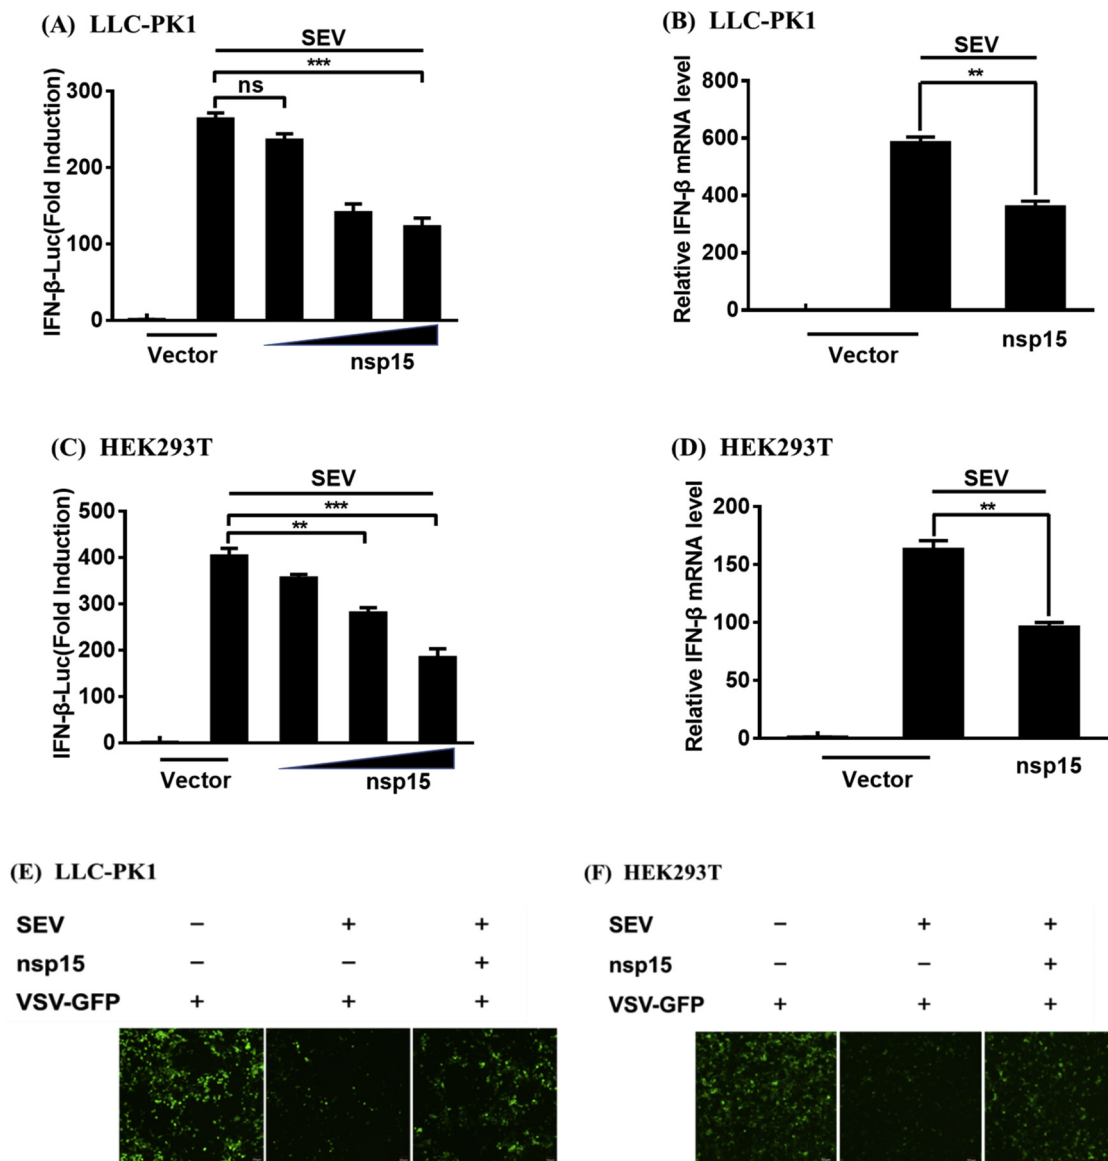 (A) LLC-PK1
SEV
***
ns
IFN-β-Luc(Fold Induction)
300
200
100
0
Vector
nsp15
(B) LLC-PK1
SEV
**
Relative IFN-β mRNA level
800
600
400
200
0
Vector
nsp15
(C) HEK293T
SEV
***
**
IFN-β-Luc(Fold Induction)
500
400
300
200
100
0
Vector
nsp15
(D) HEK293T
SEV
**
Relative IFN-β mRNA level
200
150
100
50
0
Vector
nsp15
(E) LLC-PK1
SEV − + +
nsp15 − − +
VSV-GFP + + +
(F) HEK293T
SEV − + +
nsp15 − − +
VSV-GFP + + +